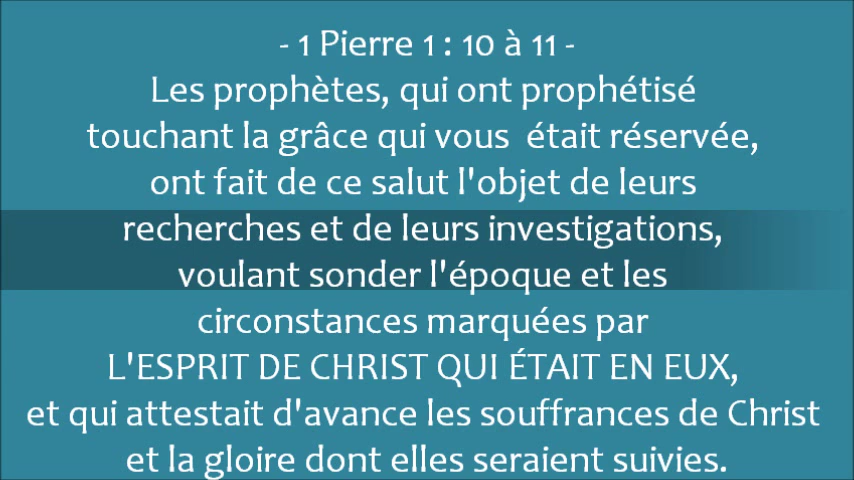 - 1 Pierre 1 : 10 à 11 -
Les prophètes, qui ont prophétisé
touchant la grâce qui vous était réservée,
ont fait de ce salut l'objet de leurs
recherches et de leurs investigations,
voulant sonder l'époque et les
circonstances marquées par
L'ESPRIT DE CHRIST QUI ÉTAIT EN EUX,
et qui attestait d'avance les souffrances de Christ
et la gloire dont elles seraient suivies.